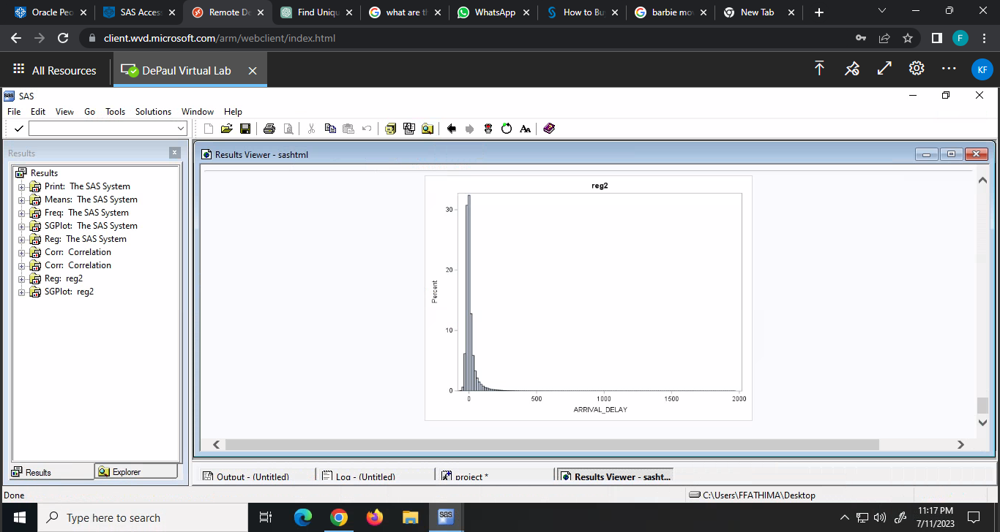 Oracle Peo
SAS Acces
Remote De
Find Uniqu
what are th
WhatsApp
How to Bu
barbie mov
New Tab
client.wvd.microsoft.com/arm/webclient/index.html
F
All Resources
DePaul Virtual Lab
KF
sas SAS
File Edit View Go Tools Solutions Window Help
Results
Results Viewer - sashtml
Results
Print: The SAS System
Means: The SAS System
Freq: The SAS System
SGPlot: The SAS System
Reg: The SAS System
Corr: Correlation
Corr: Correlation
Reg: reg2
SGPlot: reg2
reg2
30
20
10
0
Percent
0 500 1000 1500 2000
ARRIVAL_DELAY
Results
Explorer
Output - (Untitled)
Log - (Untitled)
project *
Results Viewer - sasht...
Done
C:\Users\FFATHIMA\Desktop
Type here to search
sas
11:17 PM
7/11/2023